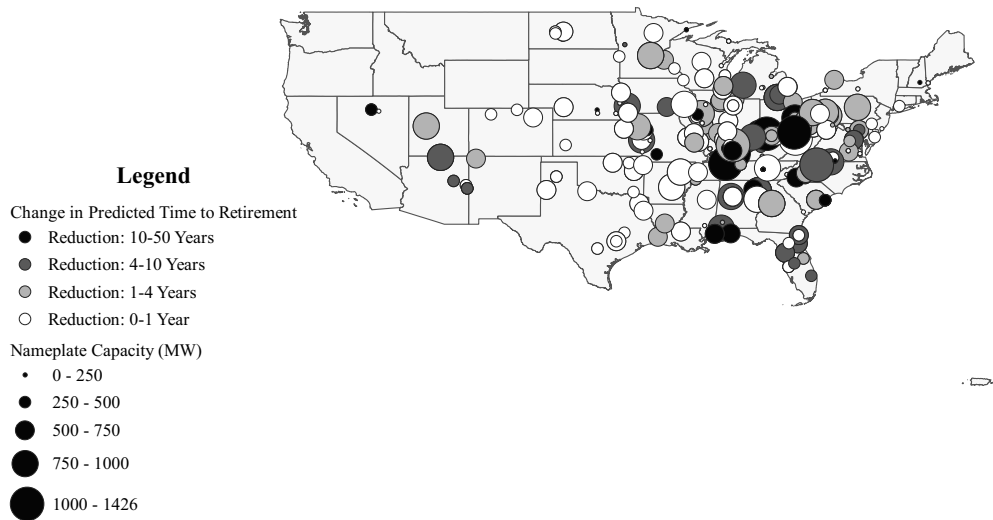 Legend
Change in Predicted Time to Retirement
Reduction: 10-50 Years
Reduction: 4-10 Years
Reduction: 1-4 Years
Reduction: 0-1 Year
Nameplate Capacity (MW)
0 - 250
250 - 500
500 - 750
750 - 1000
1000 - 1426